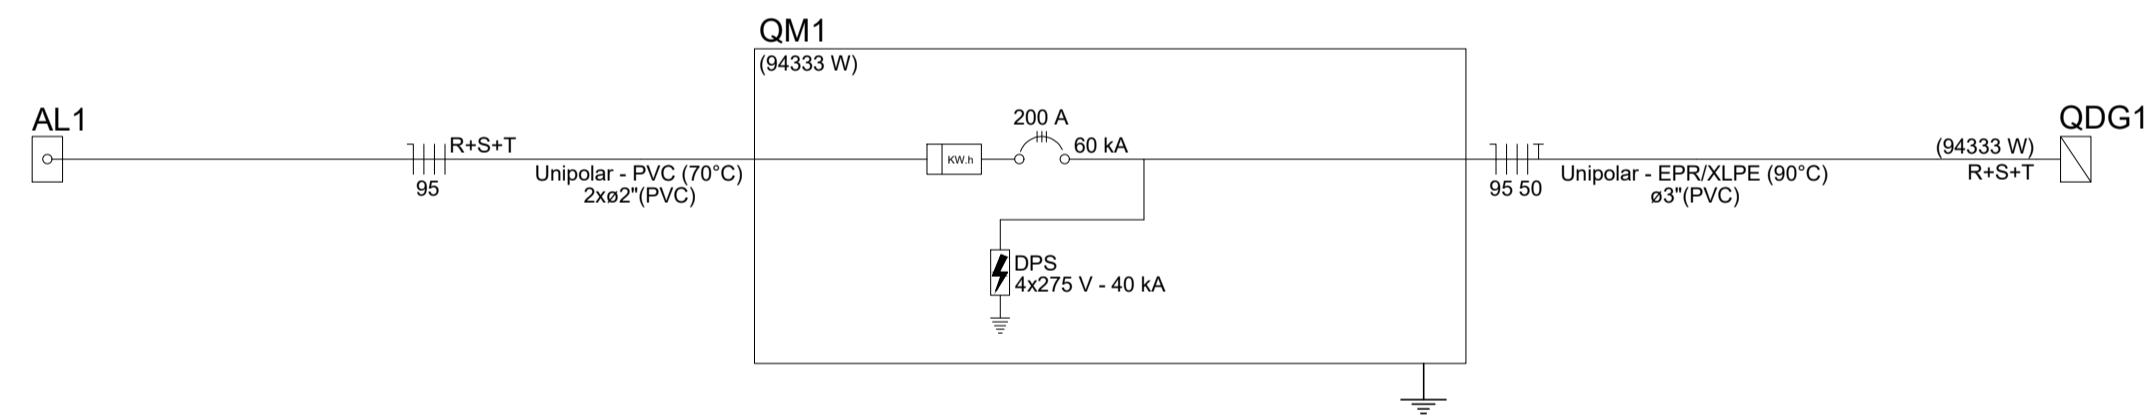 QM1
(94333 W)
AL1
R+S+T
95
Unipolar - PVC (70°C)
2xø2"(PVC)
KW.h
200 A
60 kA
DPS
4x275 V - 40 kA
95 50
Unipolar - EPR/XLPE (90°C)
ø3"(PVC)
QDG1
(94333 W)
R+S+T